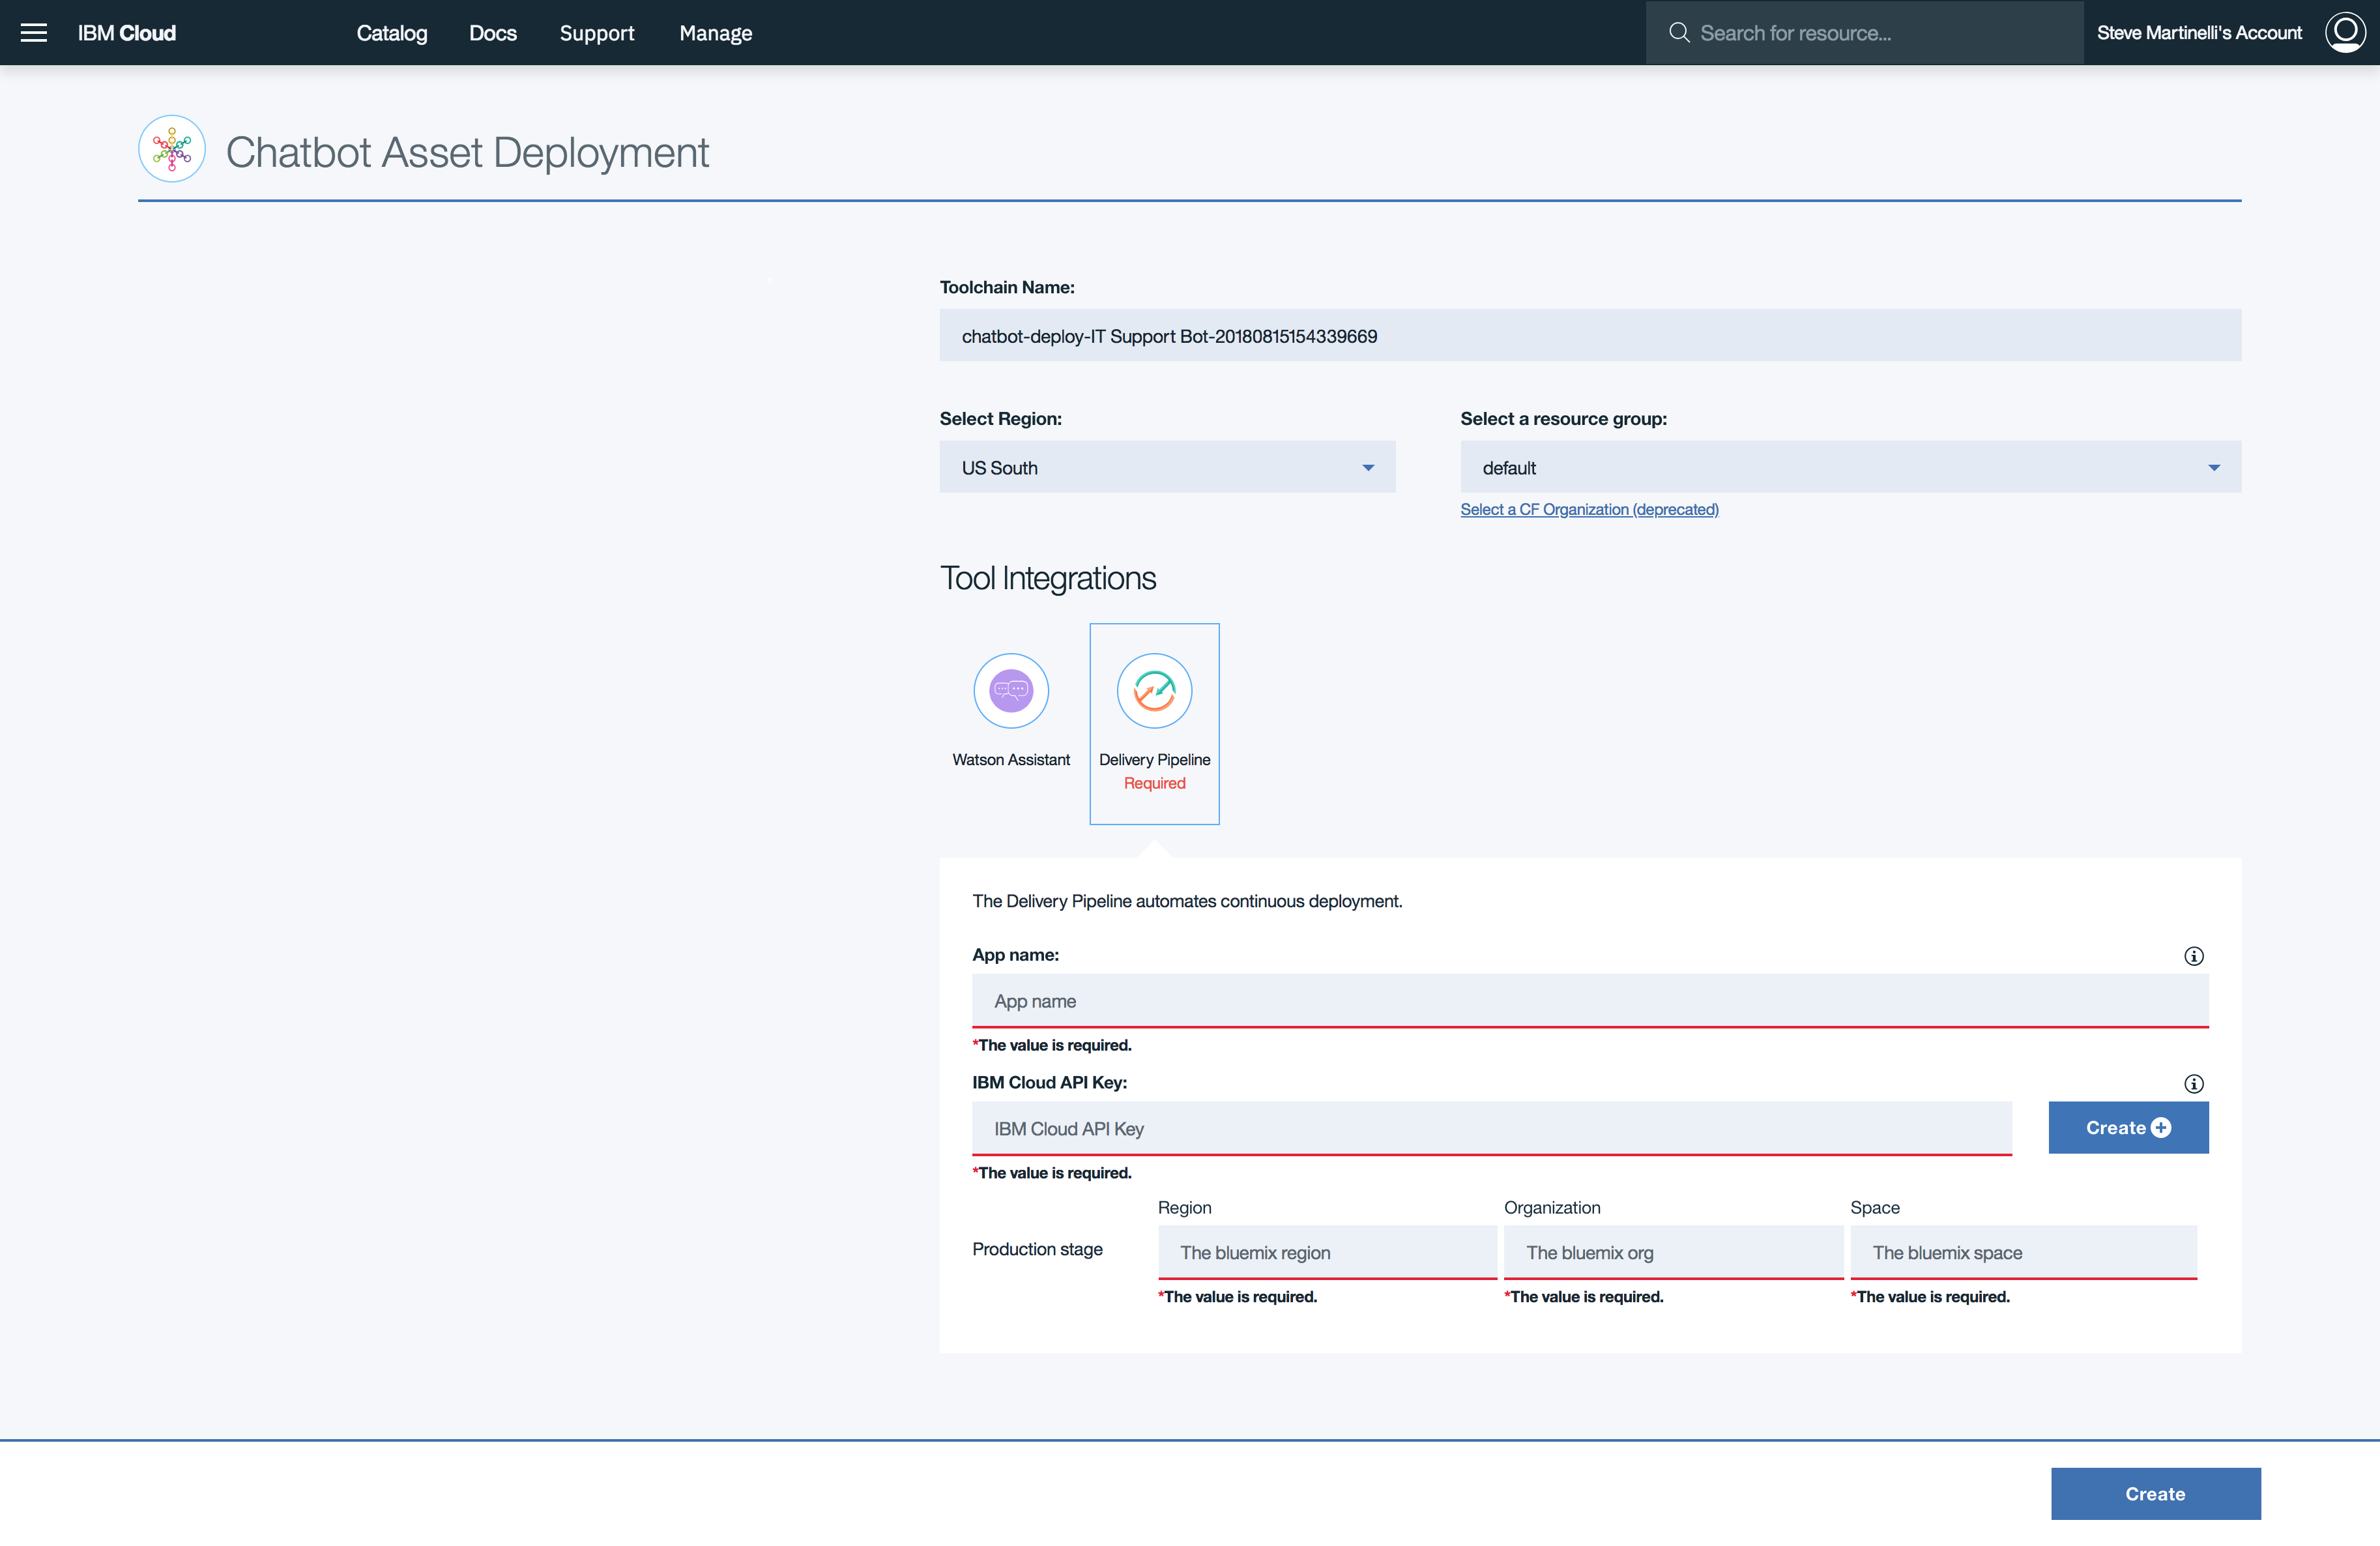 IBM Cloud Catalog Docs Support Manage Search for resource... Steve Martinelli's Account
Chatbot Asset Deployment
Toolchain Name:
chatbot-deploy-IT Support Bot-20180815154339669
Select Region: Select a resource group:
US South default
Select a CF Organization (deprecated)
Tool Integrations
Watson Assistant Delivery Pipeline
Required
The Delivery Pipeline automates continuous deployment.
App name:
App name
*The value is required.
IBM Cloud API Key:
IBM Cloud API Key Create
*The value is required.
Region Organization Space
Production stage The bluemix region The bluemix org The bluemix space
*The value is required. *The value is required. *The value is required.
Create